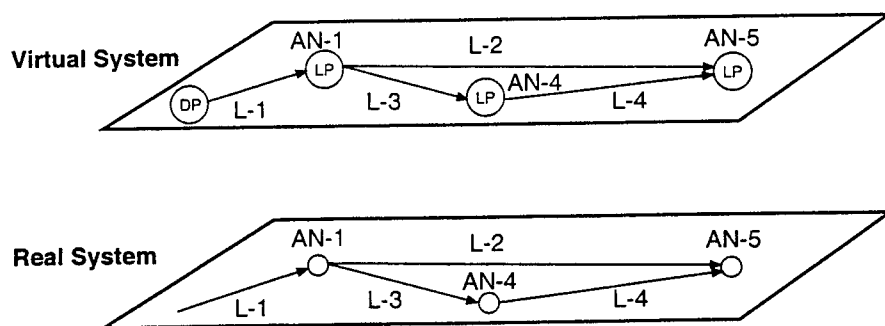 Virtual System
AN-1
L-2
AN-5
LP
LP
DP
L-1
L-3
LP
AN-4
L-4
Real System
AN-1
L-2
AN-5
L-1
L-3
AN-4
L-4